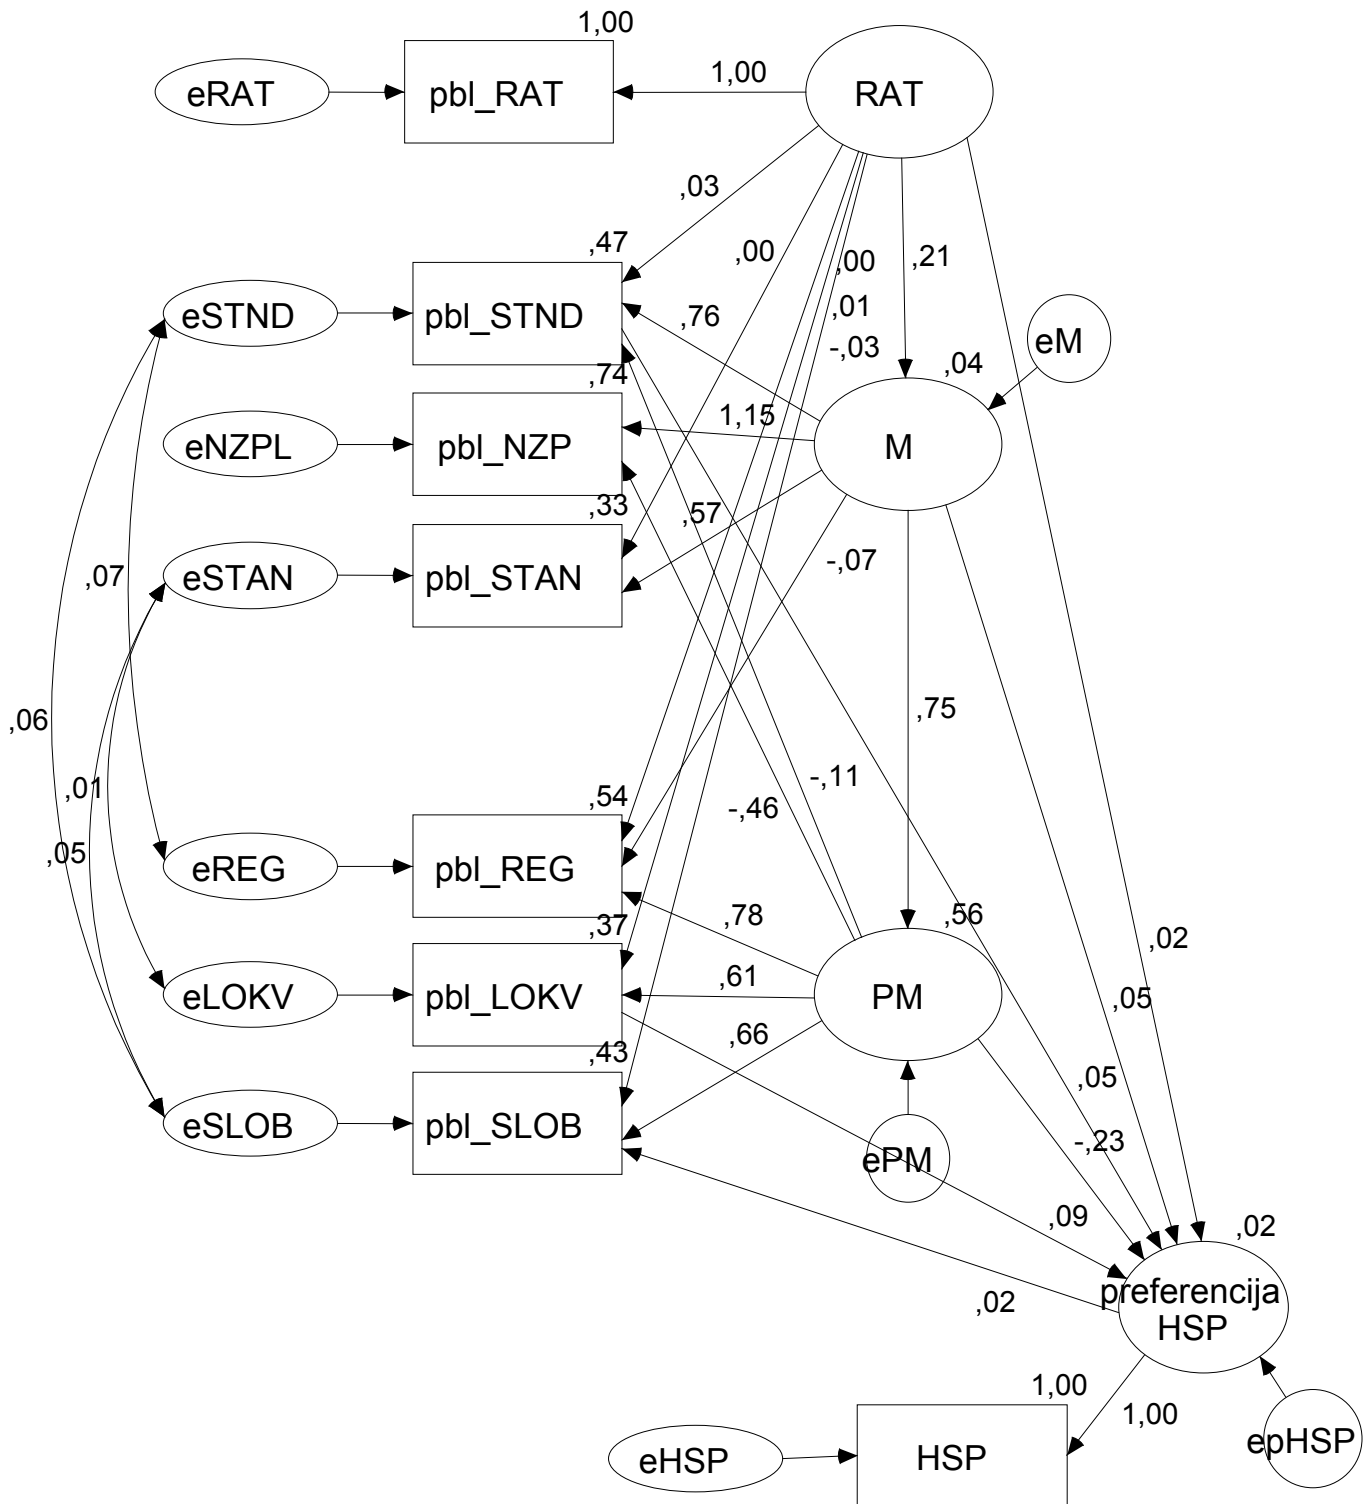 1,00
eRAT
pbl_RAT
1,00
RAT
,03
,47
,00
,00
,21
eSTND
pbl_STND
,76
,01
-,03
eM
,04
,74
eNZPL
pbl_NZP
1,15
M
,33
,57
,07
eSTAN
pbl_STAN
-,07
,06
,75
,01
-,11
,54
-,46
,05
eREG
pbl_REG
,37
,78
,56
,02
eLOKV
pbl_LOKV
,61
PM
,05
,43
,66
eSLOB
pbl_SLOB
,05
-,23
ePM
,09
,02
preferencija
HSP
,02
1,00
1,00
eHSP
HSP
epHSP